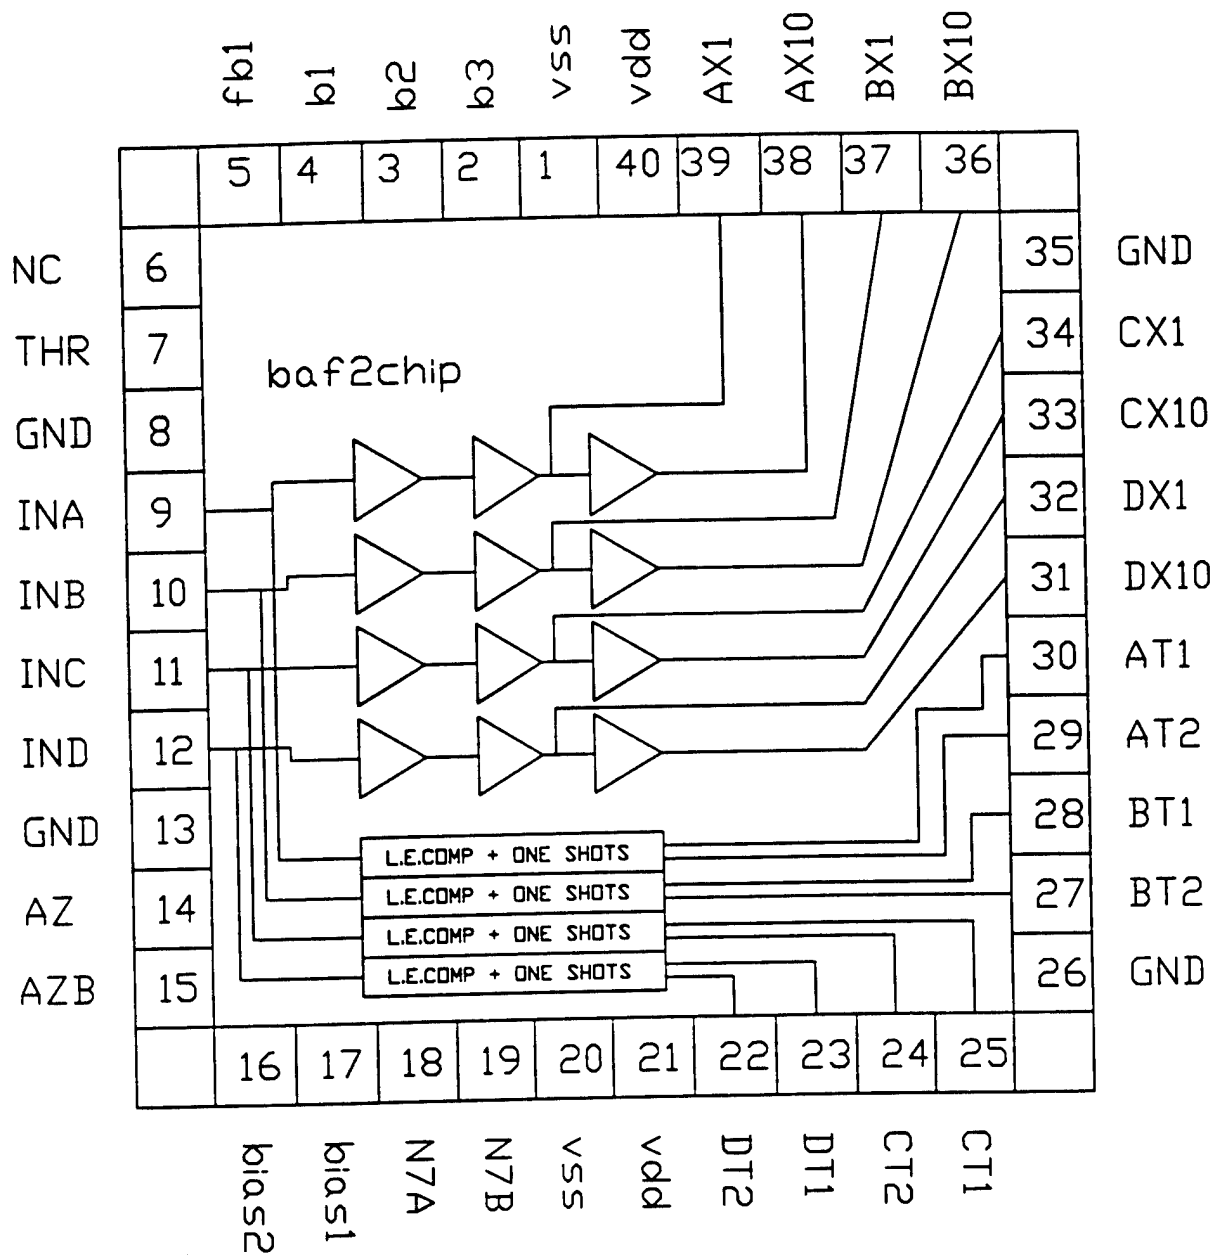 fb1 b1 b2 b3 vss vdd AX1 AX10 BX1 BX10
5 4 3 2 1 40 39 38 37 36
NC 6 35 GND
THR 7 34 CX1
baf2chip
GND 8 33 CX10
INA 9 32 DX1
INB 10 31 DX10
INC 11 30 AT1
IND 12 29 AT2
GND 13 28 BT1
L.E.COMP + ONE SHOTS
AZ 14 27 BT2
L.E.COMP + ONE SHOTS
L.E.COMP + ONE SHOTS
AZB 15 26 GND
L.E.COMP + ONE SHOTS
16 17 18 19 20 21 22 23 24 25
bias2 bias1 N7A N7B vss vdd DT2 DT1 CT2 CT1